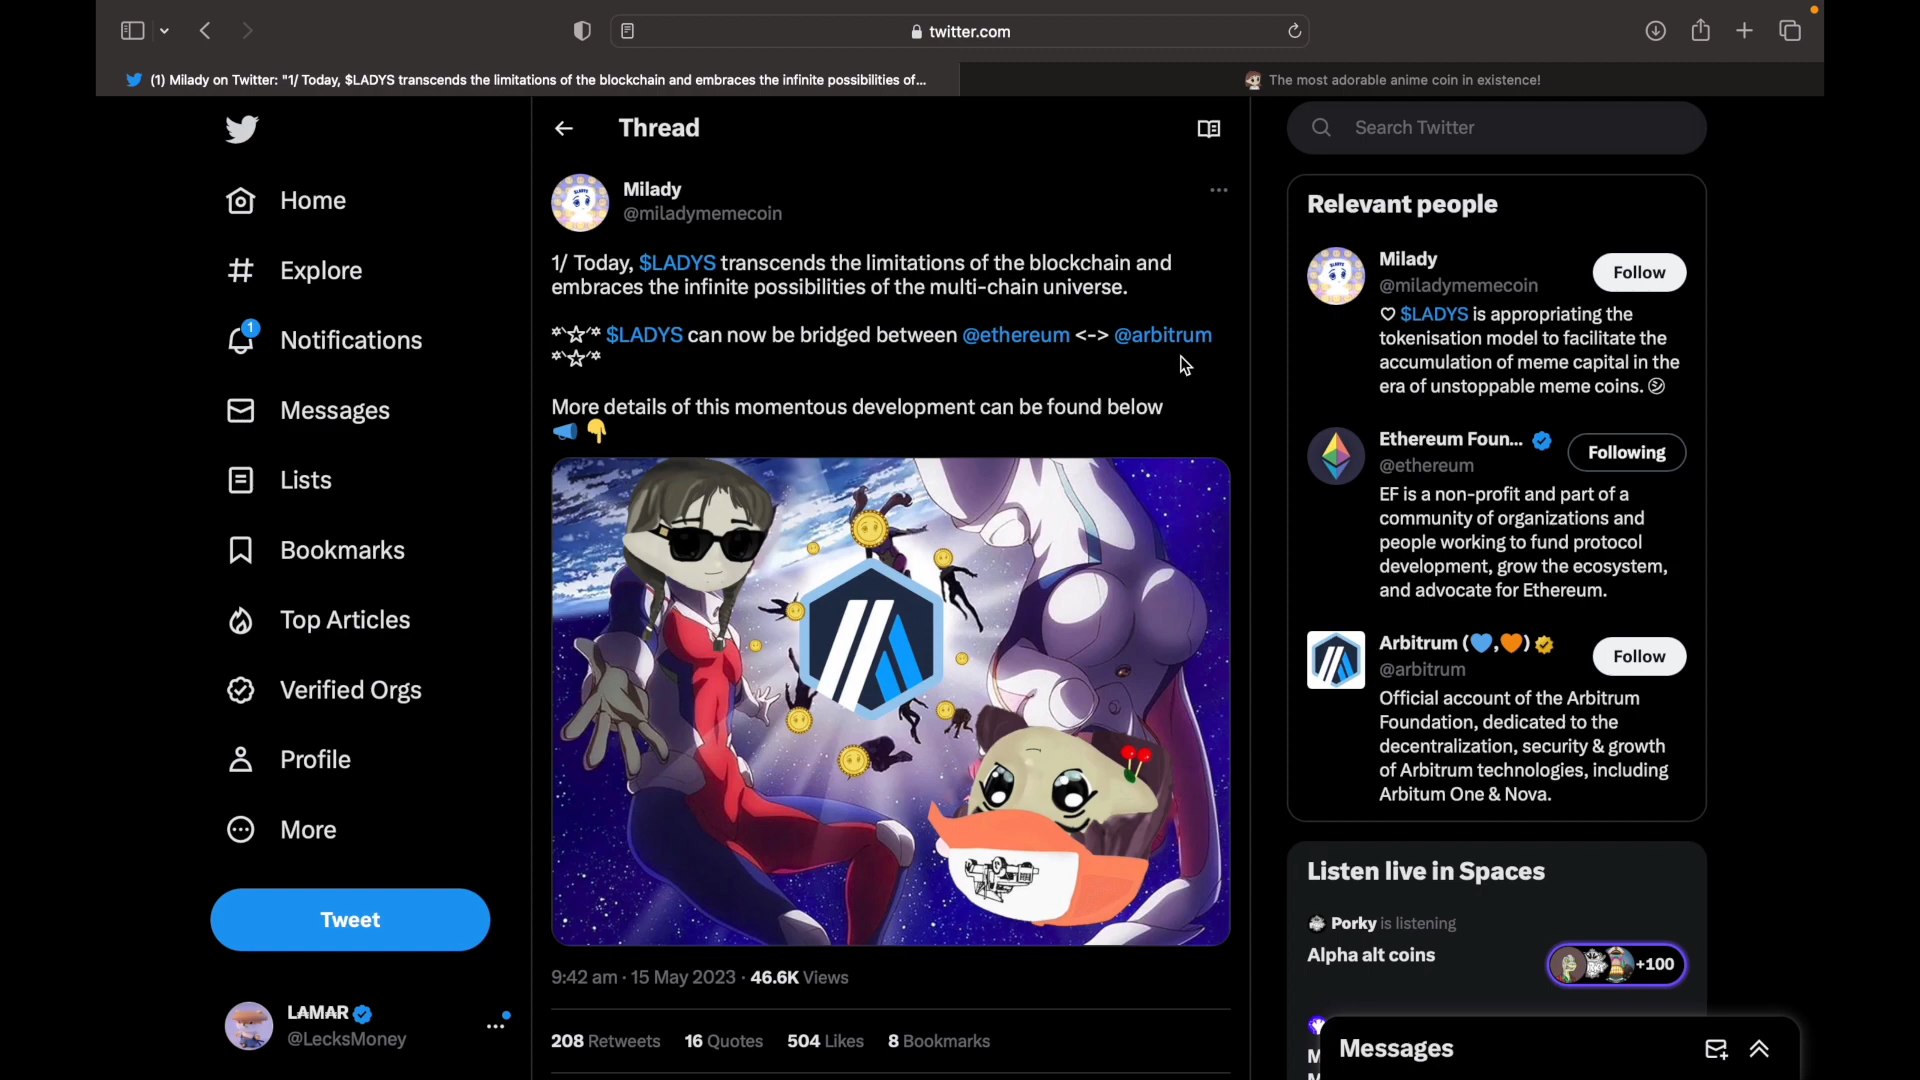 twitter.com
(1) Milady on Twitter: "1/ Today, $LADYS transcends the limitations of the blockchain and embraces the infinite possibilities of...
The most adorable anime coin in existence!
Home
Explore
1
Notifications
Messages
Lists
Bookmarks
Top Articles
Verified Orgs
Profile
More
Tweet
LAMAR
@LecksMoney
Thread
Milady
@miladymemecoin
1/ Today, $LADYS transcends the limitations of the blockchain and
embraces the infinite possibilities of the multi-chain universe.
*`☆´* $LADYS can now be bridged between @ethereum <-> @arbitrum
*`☆´*
More details of this momentous development can be found below
📣 👇
9:42 am · 15 May 2023 · 46.6K Views
208 Retweets 16 Quotes 504 Likes 8 Bookmarks
Search Twitter
Relevant people
Milady
@miladymemecoin
Follow
♡ $LADYS is appropriating the
tokenisation model to facilitate the
accumulation of meme capital in the
era of unstoppable meme coins.
Ethereum Foun...
@ethereum
Following
EF is a non-profit and part of a
community of organizations and
people working to fund protocol
development, grow the ecosystem,
and advocate for Ethereum.
Arbitrum (💙,🧡)
@arbitrum
Follow
Official account of the Arbitrum
Foundation, dedicated to the
decentralization, security & growth
of Arbitrum technologies, including
Arbitum One & Nova.
Listen live in Spaces
Porky is listening
Alpha alt coins
+100
Messages